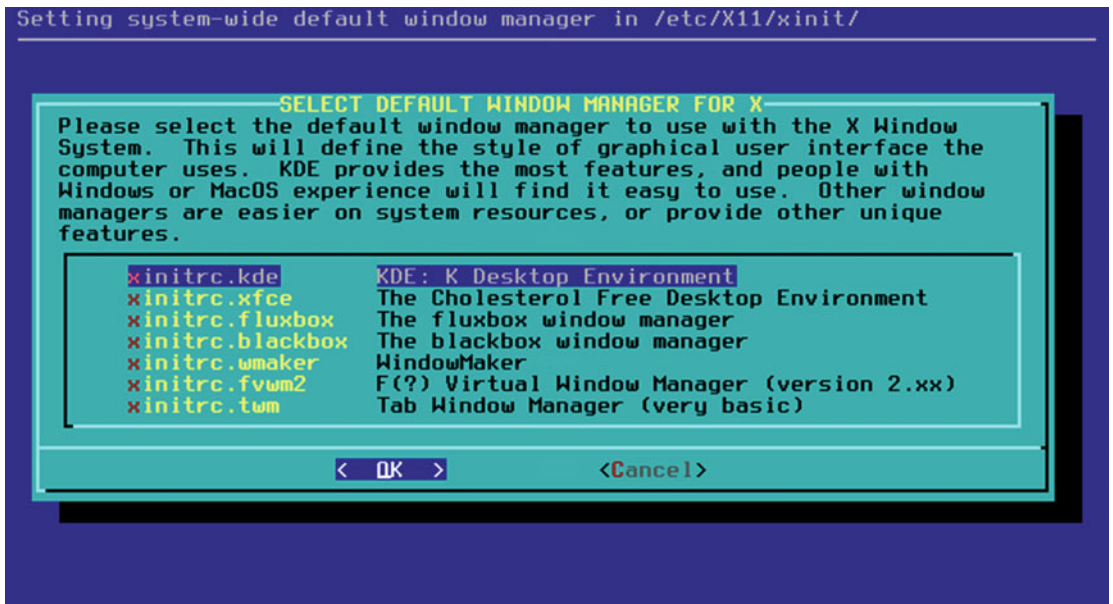 Setting system-wide default window manager in /etc/X11/xinit/
SELECT DEFAULT WINDOW MANAGER FOR X
Please select the default window manager to use with the X Window
System.  This will define the style of graphical user interface the
computer uses.  KDE provides the most features, and people with
Windows or MacOS experience will find it easy to use.  Other window
managers are easier on system resources, or provide other unique
features.
xinitrc.kde KDE: K Desktop Environment
xinitrc.xfce The Cholesterol Free Desktop Environment
xinitrc.fluxbox The fluxbox window manager
xinitrc.blackbox The blackbox window manager
xinitrc.wmaker WindowMaker
xinitrc.fvwm2 F(?) Virtual Window Manager (version 2.xx)
xinitrc.twm Tab Window Manager (very basic)
< OK > <Cancel>